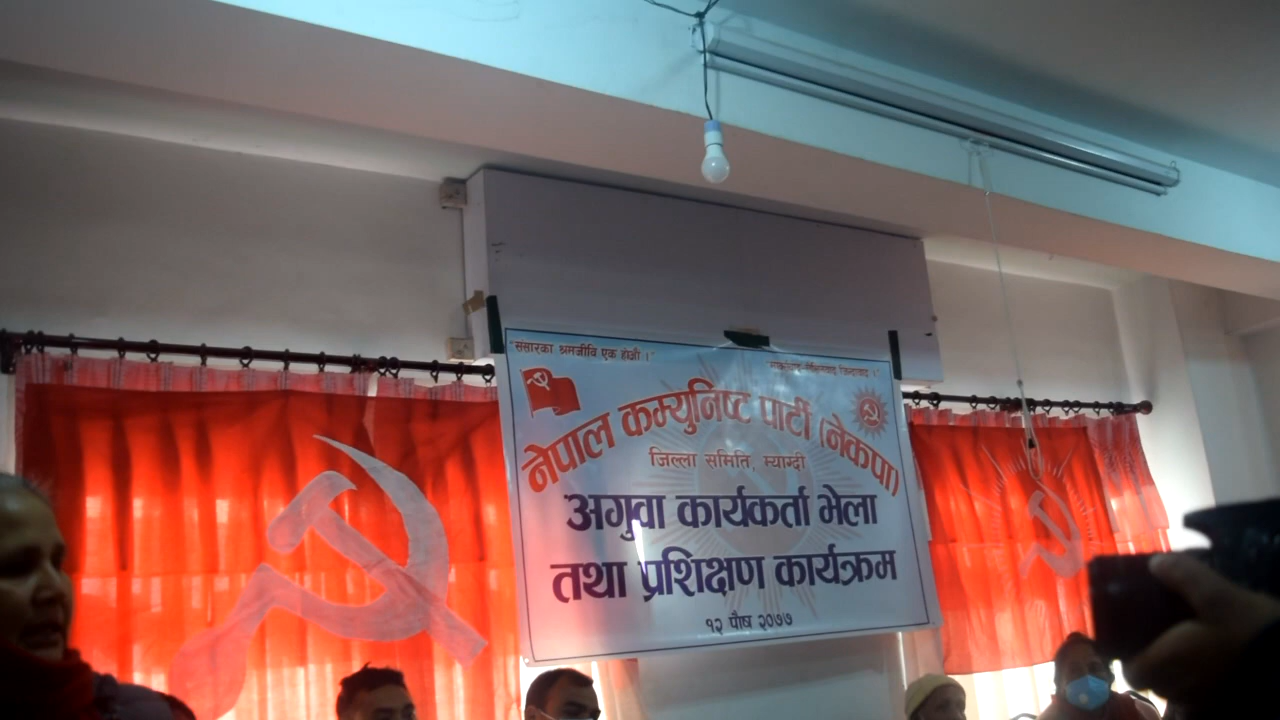 "संसारका श्रमजीवि एक होऔं ।"
जिन्दावाद ।"
नेपाल कम्युनिष्ट पार्टी (नेकपा)
जिल्ला समिति, म्याग्दी
अगुवा कार्यकर्ता भेला
तथा प्रशिक्षण कार्यक्रम
१२ पौष २०७७